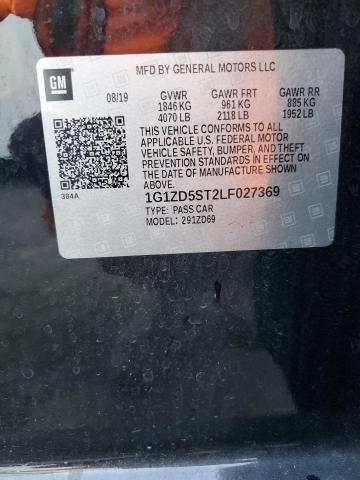 GM
MFD BY GENERAL MOTORS LLC
08/19 GVWR GAWR FRT GAWR RR
1846 KG 961 KG 885 KG
4070 LB 2118 LB 1952 LB
THIS VEHICLE CONFORMS TO ALL
APPLICABLE U.S. FEDERAL MOTOR
VEHICLE SAFETY, BUMPER, AND THEFT
PREVENTION STANDARDS IN EFFECT ON
THE DATE OF MANUFACTURE SHOWN
ABOVE.
394A
1G1ZD5ST2LF027369
TYPE: PASS CAR
MODEL: 291ZD69